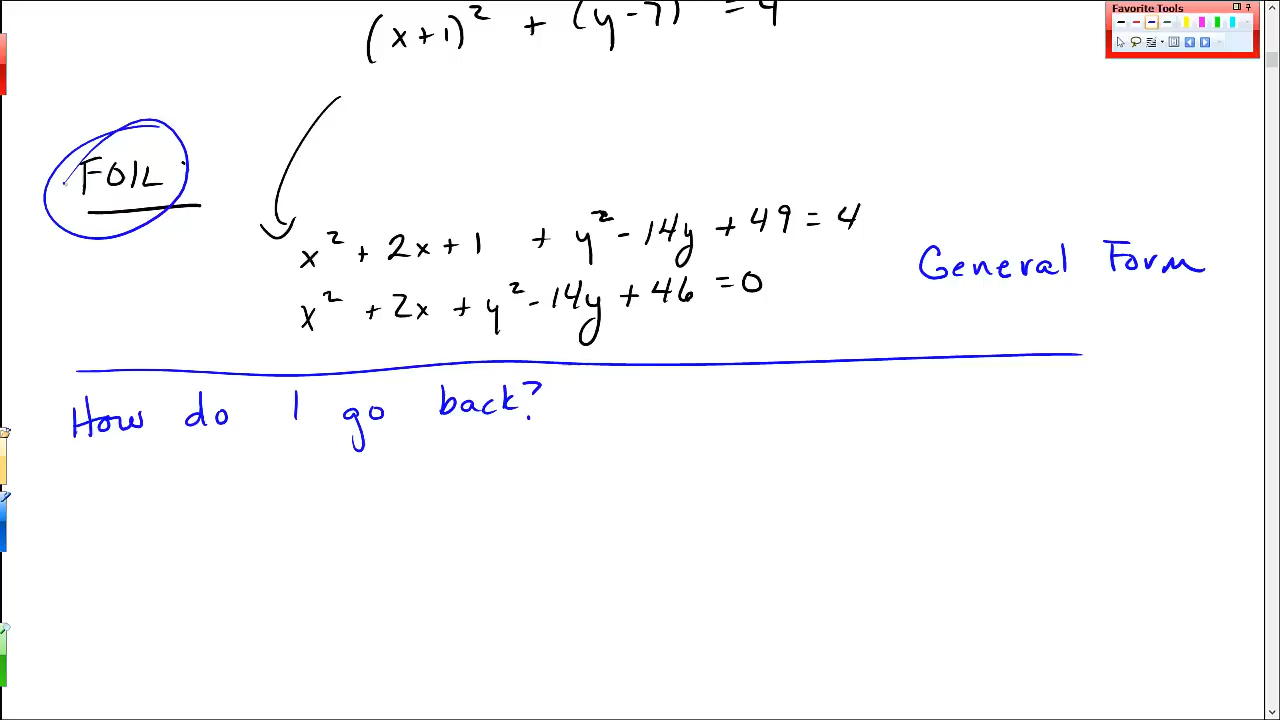 (x+1)² + (y-7) = 4
Favorite Tools
FOIL
x² + 2x + 1 + y² - 14y + 49 = 4
General Form
x² + 2x + y² - 14y + 46 = 0
How do I go back?